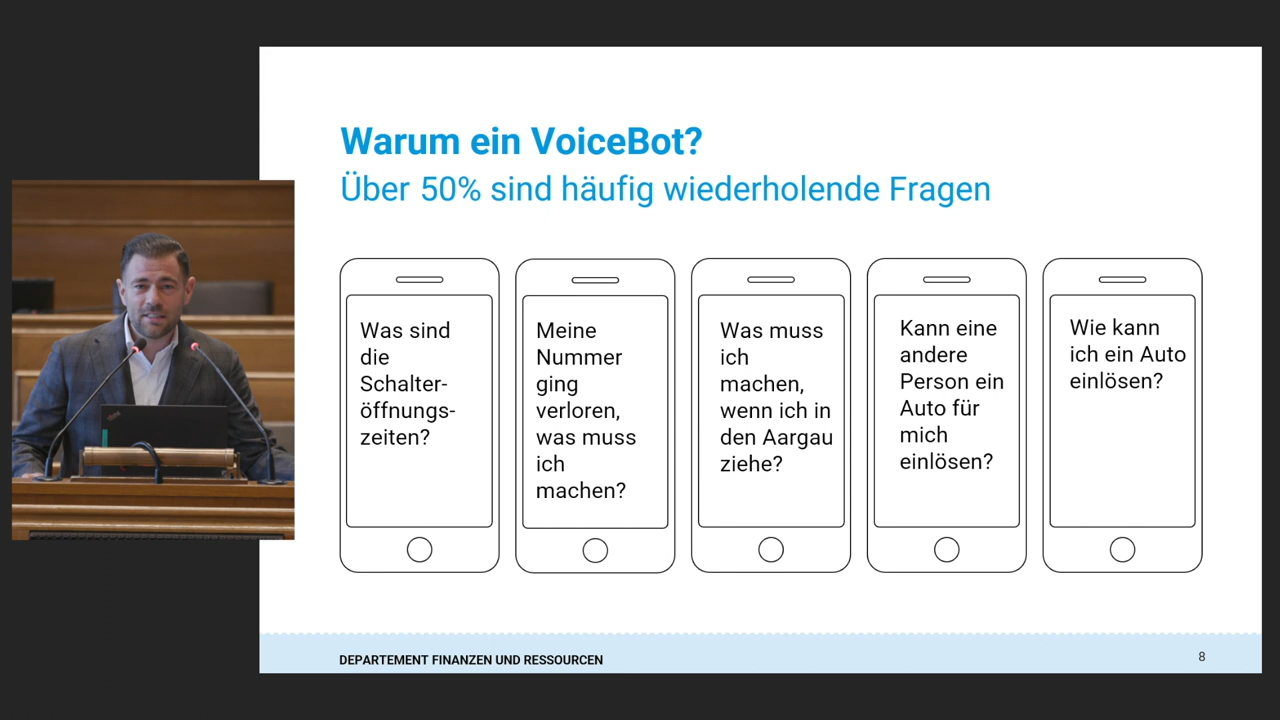 Warum ein VoiceBot?
Über 50% sind häufig wiederholende Fragen
Was sind
die
Schalter-
öffnungs-
zeiten?
Meine
Nummer
ging
verloren,
was muss
ich
machen?
Was muss
ich
machen,
wenn ich in
den Aargau
ziehe?
Kann eine
andere
Person ein
Auto für
mich
einlösen?
Wie kann
ich ein Auto
einlösen?
DEPARTEMENT FINANZEN UND RESSOURCEN
8